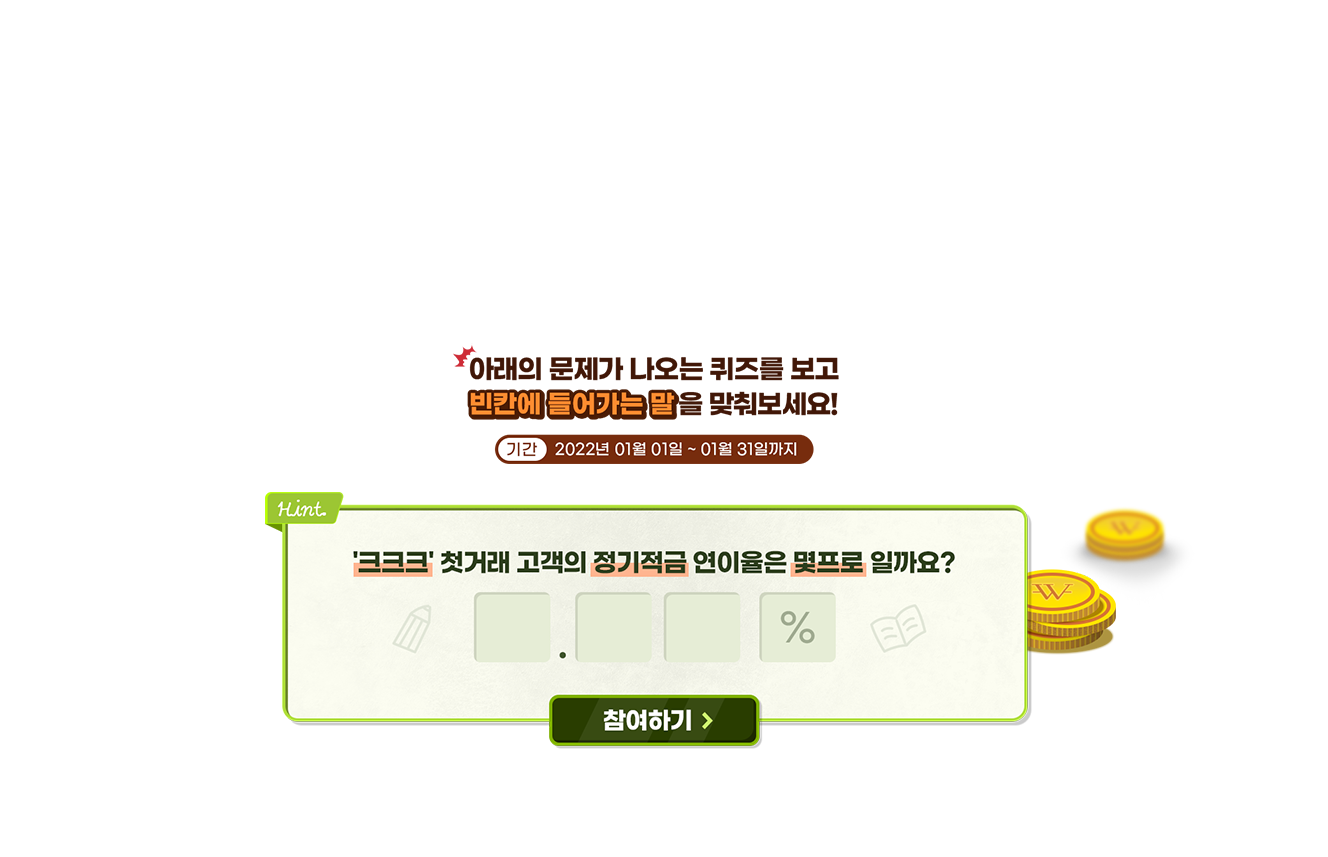 아래의 문제가 나오는 퀴즈를 보고
빈칸에 들어가는 말을 맞춰보세요!
기간 2022년 01월 01일 ~ 01월 31일까지
Hint.
'크크크' 첫거래 고객의 정기적금 연이율은 몇프로 일까요?
. %
참여하기 >